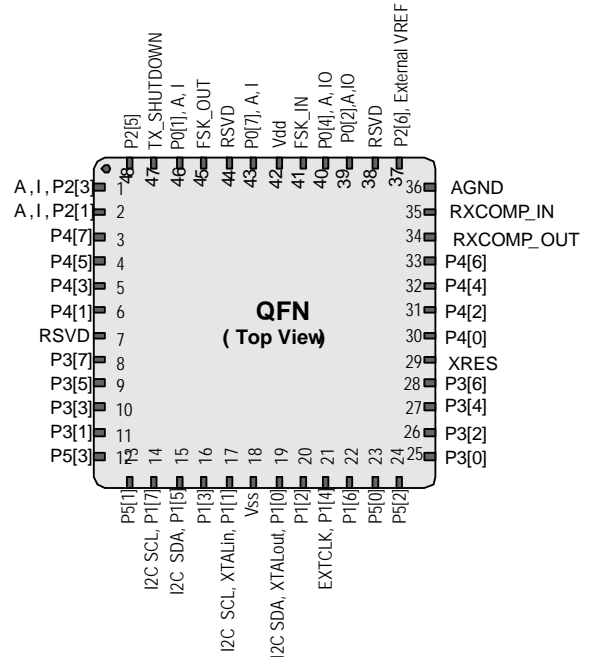 P2[5]
TX_SHUTDOWN
P0[1], A, I
FSK_OUT
RSVD
P0[7], A, I
Vdd
FSK_IN
P0[4], A, IO
P0[2],A,IO
RSVD
P2[6], External VREF
48
47
46
45
44
43
42
41
40
39
38
37
A, I, P2[3] 1
A, I, P2[1] 2
P4[7] 3
P4[5] 4
P4[3] 5
P4[1] 6
RSVD 7
P3[7] 8
P3[5] 9
P3[3] 10
P3[1] 11
P5[3] 12
QFN
( Top View)
36 AGND
35 RXCOMP_IN
34 RXCOMP_OUT
33 P4[6]
32 P4[4]
31 P4[2]
30 P4[0]
29 XRES
28 P3[6]
27 P3[4]
26 P3[2]
25 P3[0]
13
14
15
16
17
18
19
20
21
22
23
24
P5[1]
I2C SCL, P1[7]
I2C SDA, P1[5]
P1[3]
I2C SCL, XTALin, P1[1]
Vss
I2C SDA, XTALout, P1[0]
P1[2]
EXTCLK, P1[4]
P1[6]
P5[0]
P5[2]